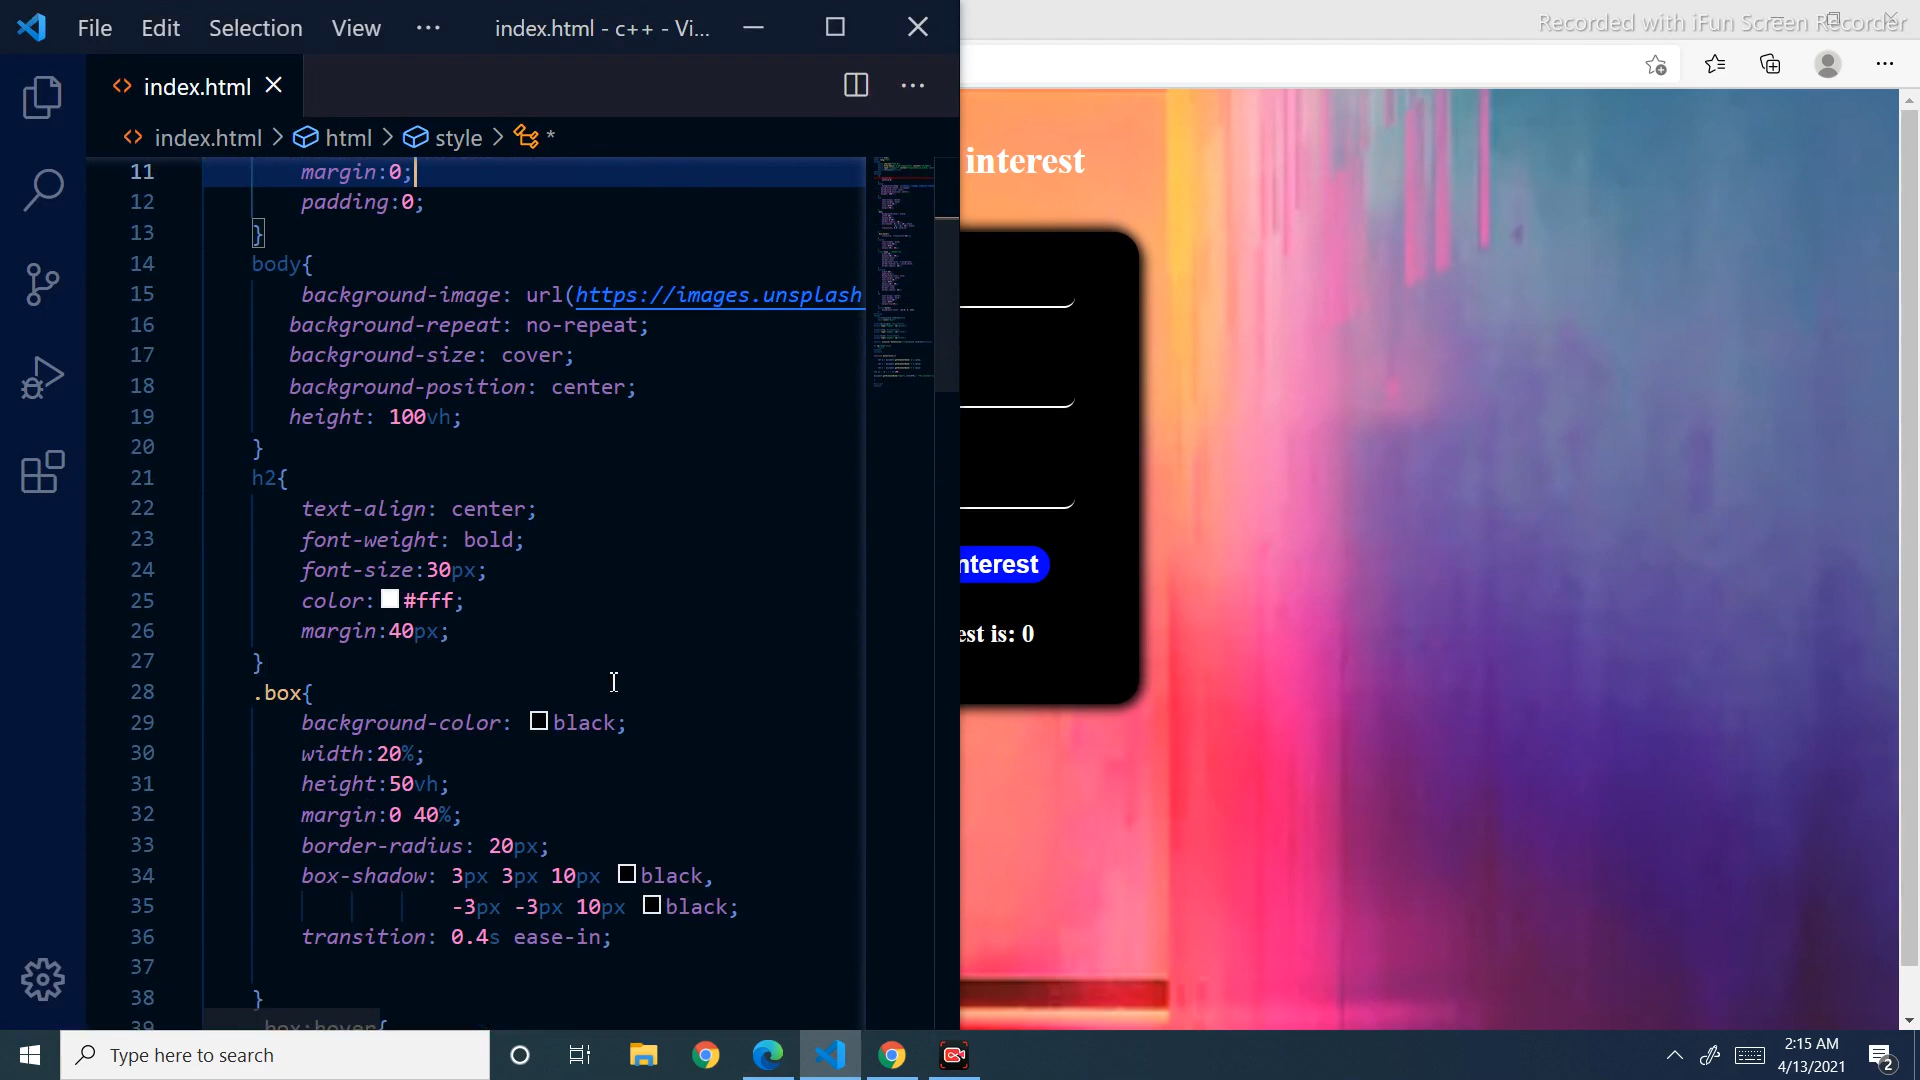 File Edit Selection View ··· index.html - c++ - Vi...
Recorded with iFun Screen Recorder
index.html
index.html > html > style > *
11 margin:0;
12 padding:0;
13 }
14 body{
15 background-image: url(https://images.unsplash
16 background-repeat: no-repeat;
17 background-size: cover;
18 background-position: center;
19 height: 100vh;
20 }
21 h2{
22 text-align: center;
23 font-weight: bold;
24 font-size:30px;
25 color: #fff;
26 margin:40px;
27 }
28 .box{
29 background-color: black;
30 width:20%;
31 height:50vh;
32 margin:0 40%;
33 border-radius: 20px;
34 box-shadow: 3px 3px 10px black,
35 -3px -3px 10px black;
36 transition: 0.4s ease-in;
37
38 }
39 .box:hover{
interest
nterest
est is: 0
Type here to search
2:15 AM
4/13/2021
2